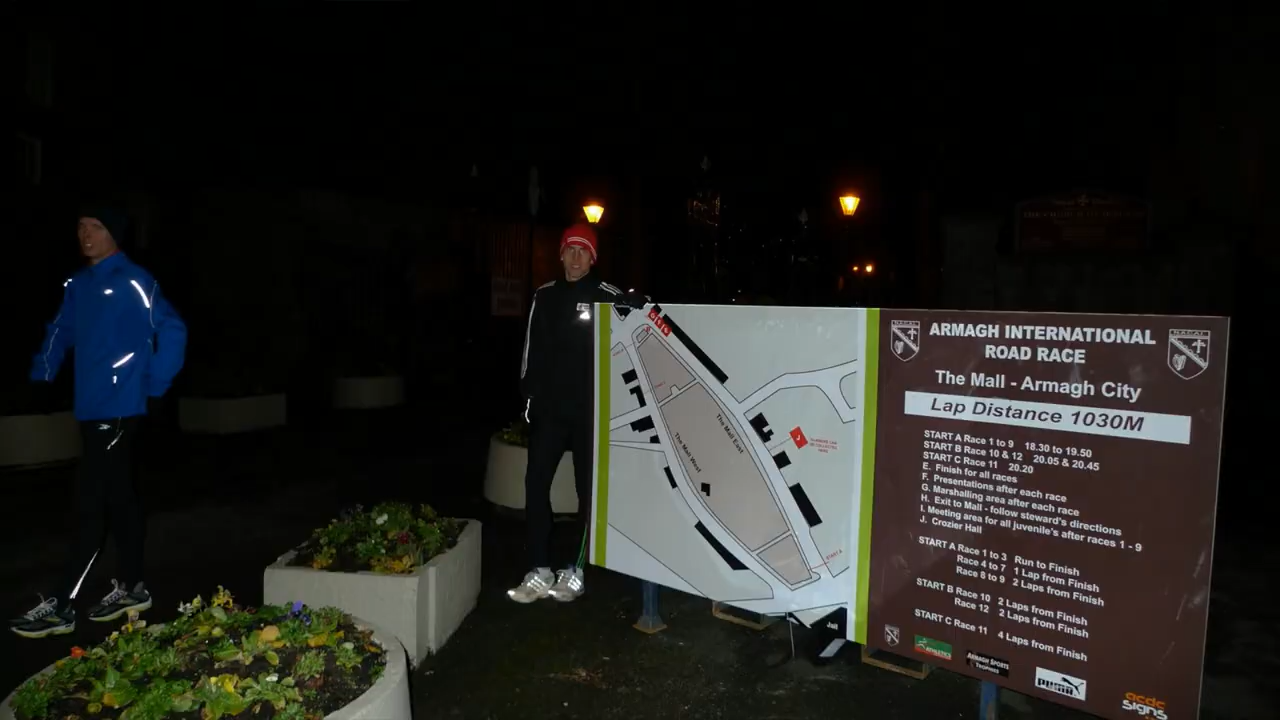 ARMAGH INTERNATIONAL
ROAD RACE
The Mall - Armagh City
Lap Distance 1030M
START A Race 1 to 9 18.30 to 19.50
START B Race 10 & 12 20.05 & 20.45
START C Race 11 20.20
E. Finish for all races
F. Presentations after each race
G. Marshalling area after each race
H. Exit to Mall - follow steward's directions
I. Meeting area for all juvenile's after races 1 - 9
J. Crozier Hall
START A Race 1 to 3 Run to Finish
Race 4 to 7 1 Lap from Finish
Race 8 to 9 2 Laps from Finish
START B Race 10 2 Laps from Finish
Race 12 2 Laps from Finish
START C Race 11 4 Laps from Finish
ATHLETICS
ARMAGH SPORTS
TROPHIES
PUMA
acdc
signs
The Mall East
The Mall West
Jail